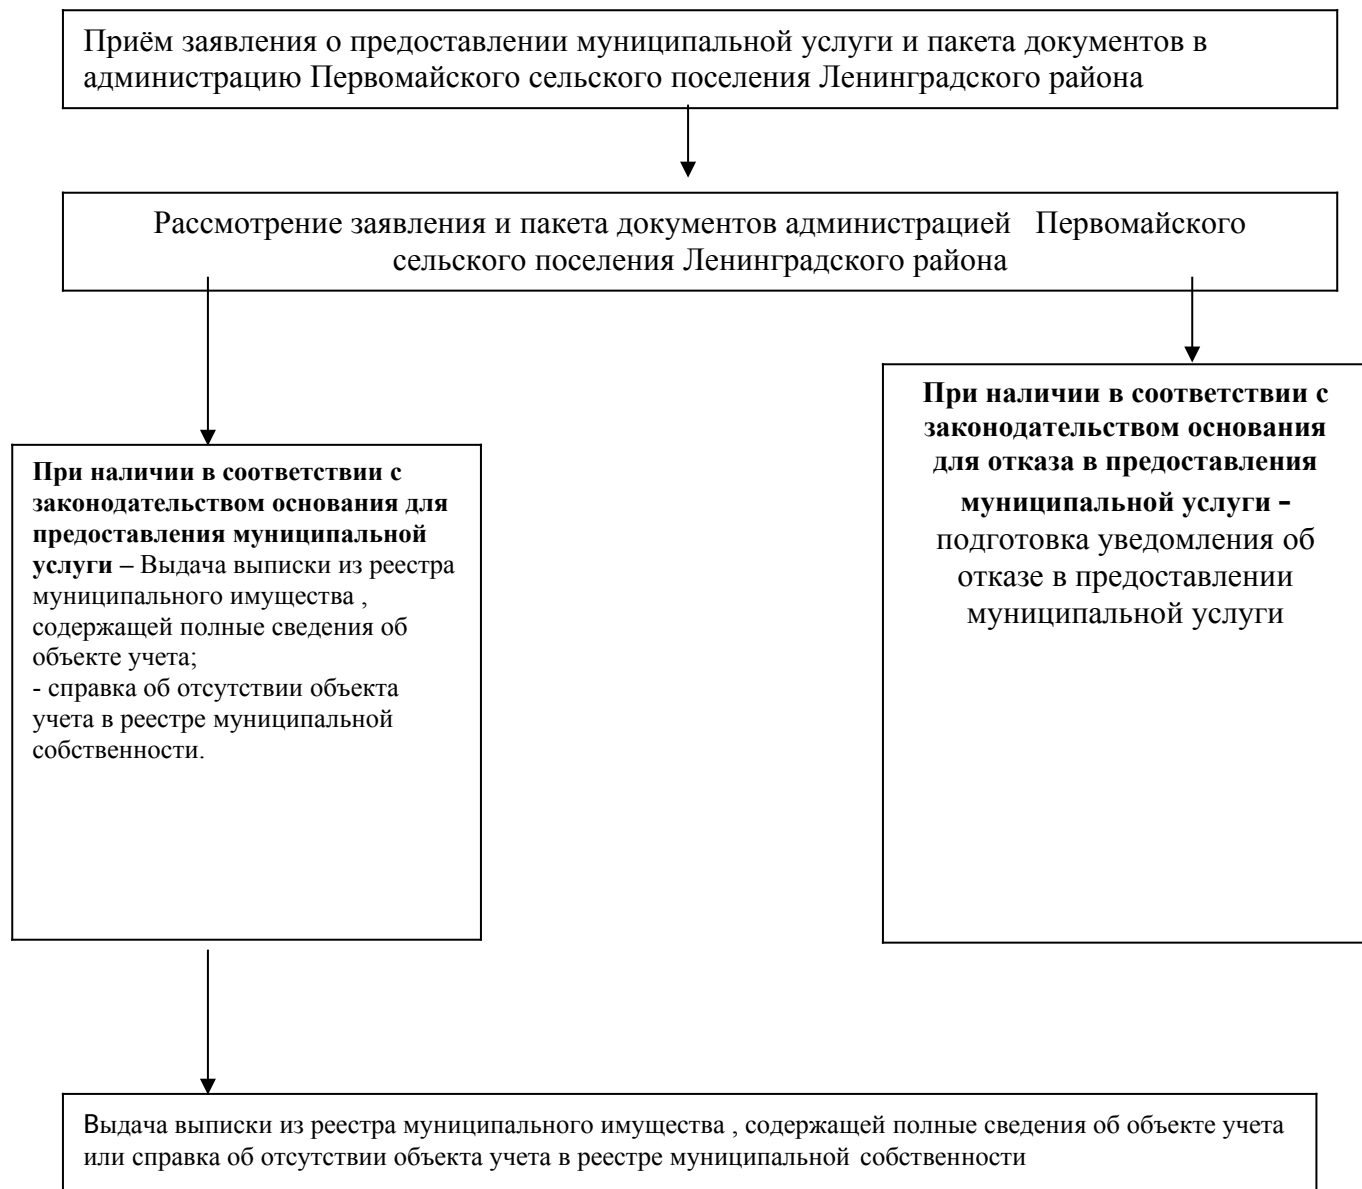 Приём заявления о предоставлении муниципальной услуги и пакета документов в
администрацию Первомайского сельского поселения Ленинградского района
Рассмотрение заявления и пакета документов администрацией Первомайского
сельского поселения Ленинградского района
При наличии в соответствии с
законодательством основания для
предоставления муниципальной
услуги – Выдача выписки из реестра
муниципального имущества ,
содержащей полные сведения об
объекте учета;
- справка об отсутствии объекта
учета в реестре муниципальной
собственности.
При наличии в соответствии с
законодательством основания
для отказа в предоставления
муниципальной услуги –
подготовка уведомления об
отказе в предоставлении
муниципальной услуги
Выдача выписки из реестра муниципального имущества , содержащей полные сведения об объекте учета
или справка об отсутствии объекта учета в реестре муниципальной собственности